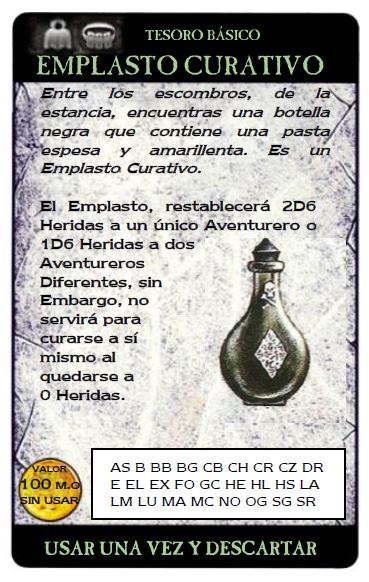 TESORO BÁSICO
EMPLASTO CURATIVO
Entre los escombros, de la
estancia, encuentras una botella
negra que contiene una pasta
espesa y amarillenta. Es un
Emplasto Curativo.
El Emplasto, restablecerá 2D6
Heridas a un único Aventurero o
1D6 Heridas a dos
Aventureros
Diferentes, sin
Embargo, no
servirá para
curarse a sí
mismo al
quedarse a
0 Heridas.
VALOR
100 M.O
SIN USAR
AS B BB BG CB CH CR CZ DR
E EL EX FO GC HE HL HS LA
LM LU MA MC NO OG SG SR
USAR UNA VEZ Y DESCARTAR